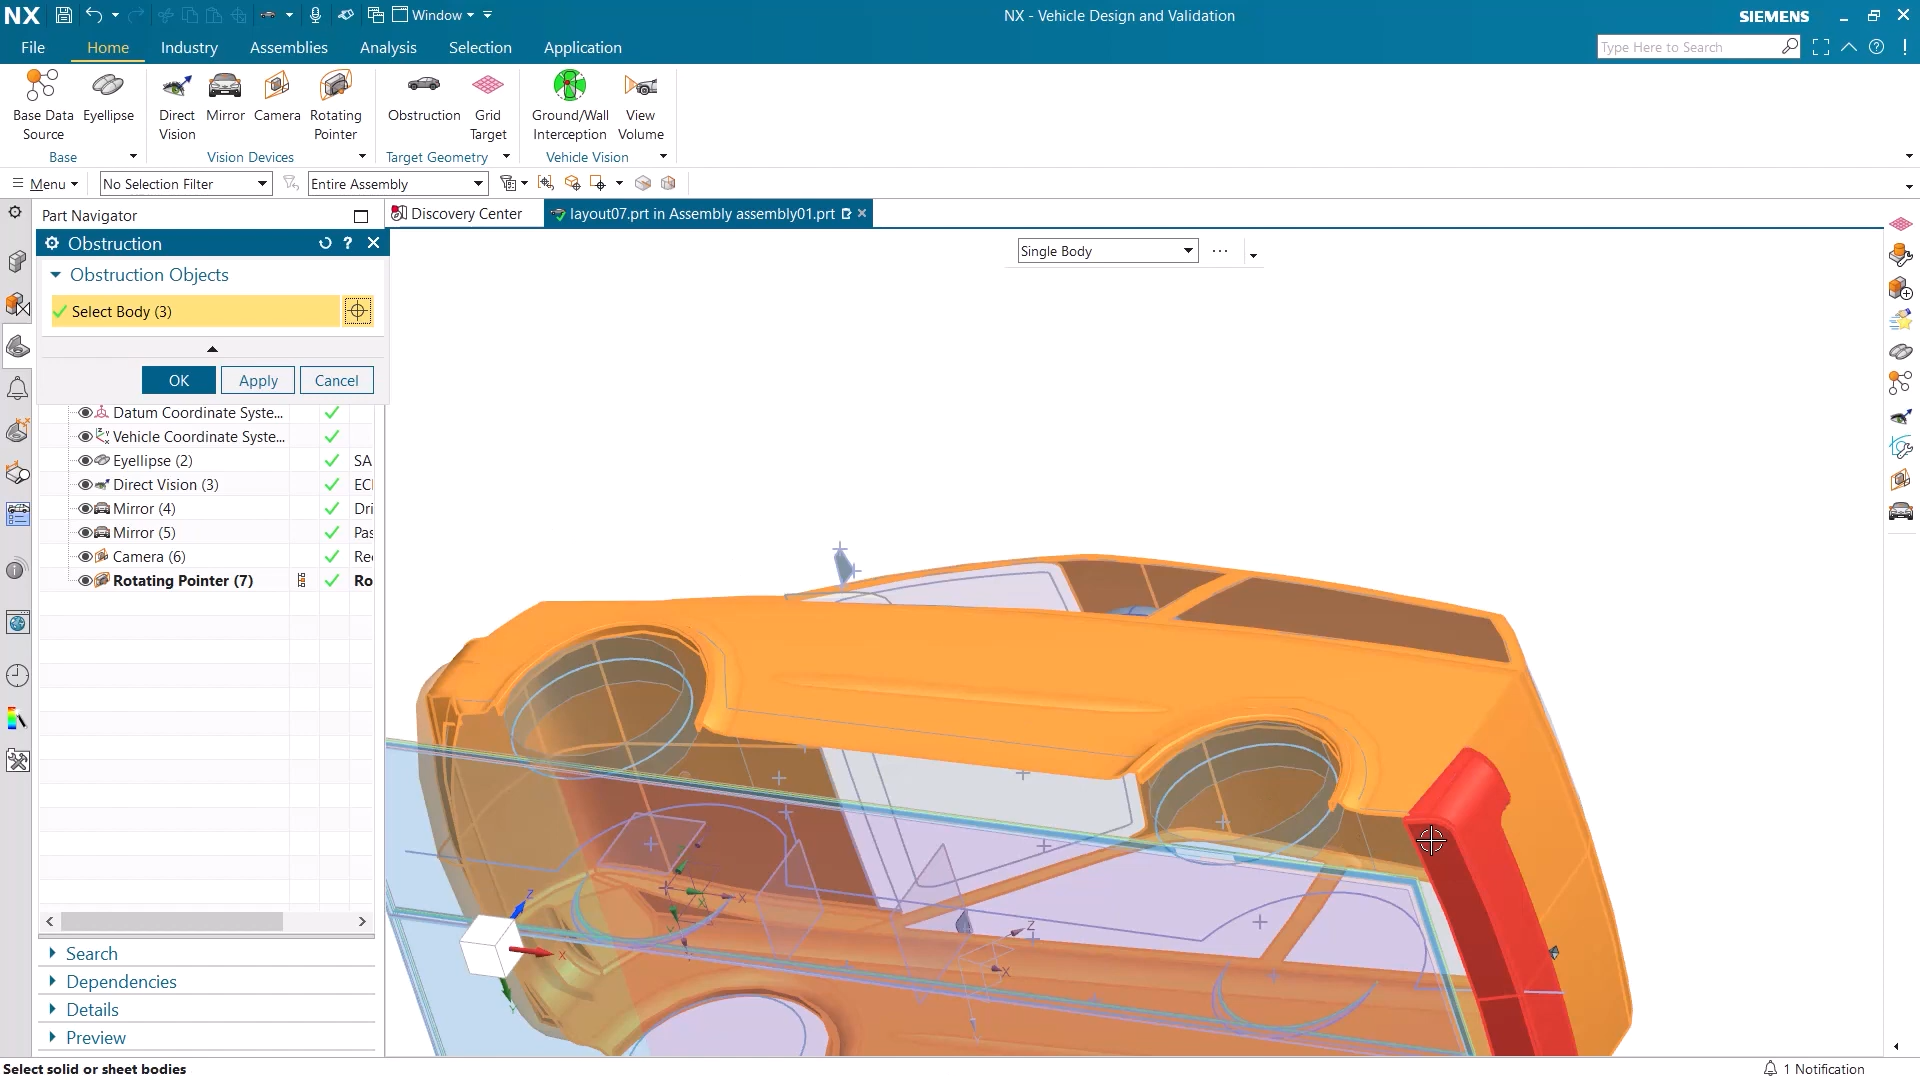 NX
Window
NX - Vehicle Design and Validation
SIEMENS
File
Home
Industry
Assemblies
Analysis
Selection
Application
Type Here to Search
Base Data
Source
Eyellipse
Direct
Vision
Mirror
Camera
Rotating
Pointer
Obstruction
Grid
Target
Ground/Wall
Interception
View
Volume
Base
Vision Devices
Target Geometry
Vehicle Vision
Menu
No Selection Filter
Entire Assembly
Part Navigator
Discovery Center
layout07.prt in Assembly assembly01.prt
Obstruction
Single Body
Obstruction Objects
Select Body (3)
OK
Apply
Cancel
Datum Coordinate Syste...
Vehicle Coordinate Syste...
Eyellipse (2)
SA
Direct Vision (3)
EC
Mirror (4)
Dri
Mirror (5)
Pas
Camera (6)
Re
Rotating Pointer (7)
Ro
Z
X
Y
X
Z
X
Search
Dependencies
Details
Preview
Select solid or sheet bodies
1 Notification